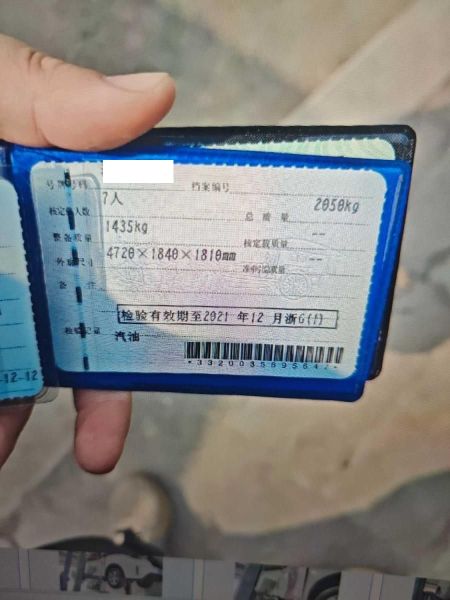 号牌号码 档案编号
核定载人数 7人 总质量 2050kg
整备质量 1435kg 核定载质量 --
外廓尺寸 4720×1840×1810mm 准牵引总质量 --
备注
检验有效期至2021年12月浙G(f)
检验记录
汽油
*3320035895642*
-12-12